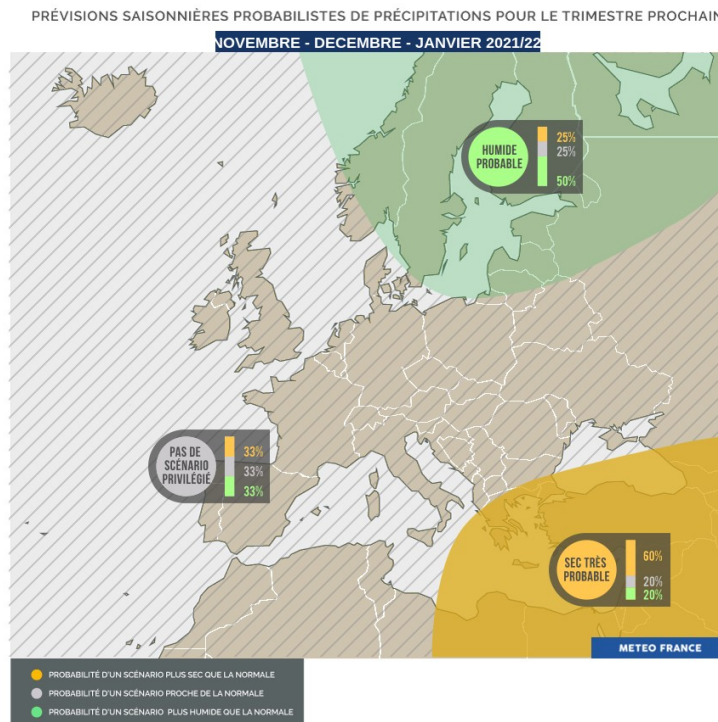 PRÉVISIONS SAISONNIÈRES PROBABILISTES DE PRÉCIPITATIONS POUR LE TRIMESTRE PROCHAIN
NOVEMBRE - DECEMBRE - JANVIER 2021/22
HUMIDE
PROBABLE
25%
25%
50%
PAS DE
SCÉNARIO
PRIVILÉGIÉ
33%
33%
33%
SEC TRÈS
PROBABLE
60%
20%
20%
METEO FRANCE
PROBABILITÉ D'UN SCÉNARIO PLUS SEC QUE LA NORMALE
PROBABILITÉ D'UN SCÉNARIO PROCHE DE LA NORMALE
PROBABILITÉ D'UN SCÉNARIO PLUS HUMIDE QUE LA NORMALE